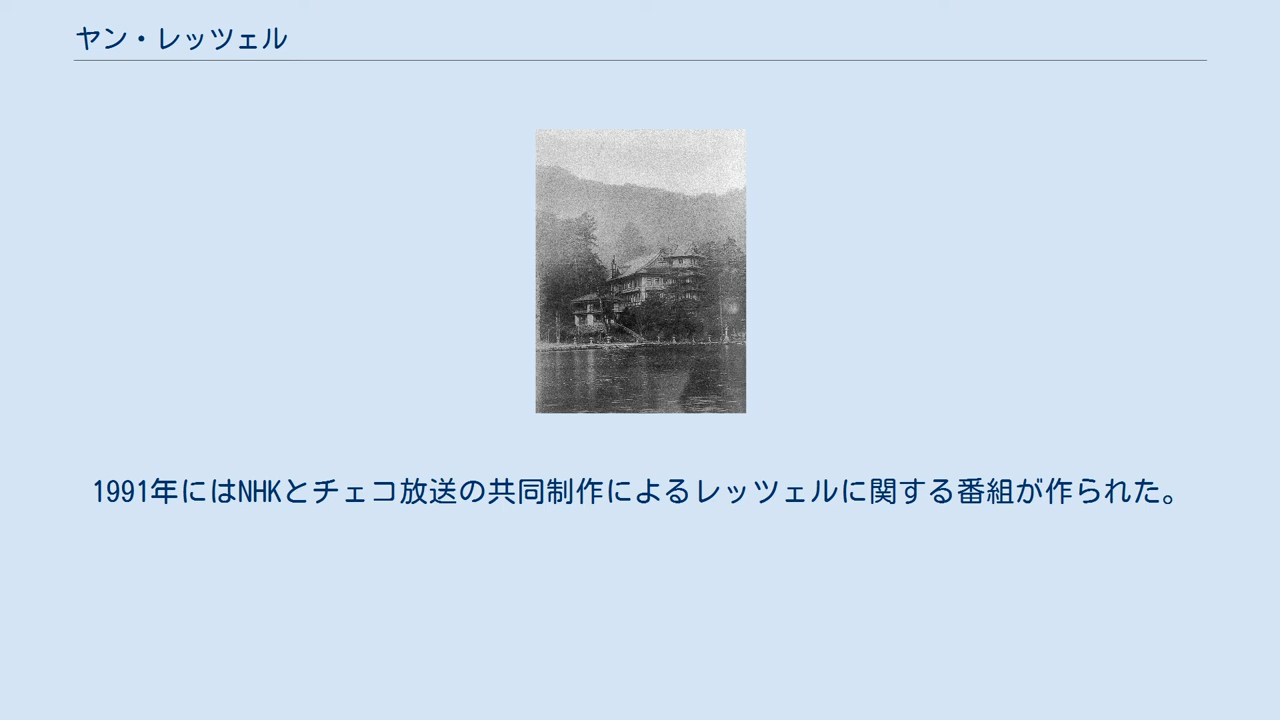 ヤン・レッツェル
1991年にはNHKとチェコ放送の共同制作によるレッツェルに関する番組が作られた。